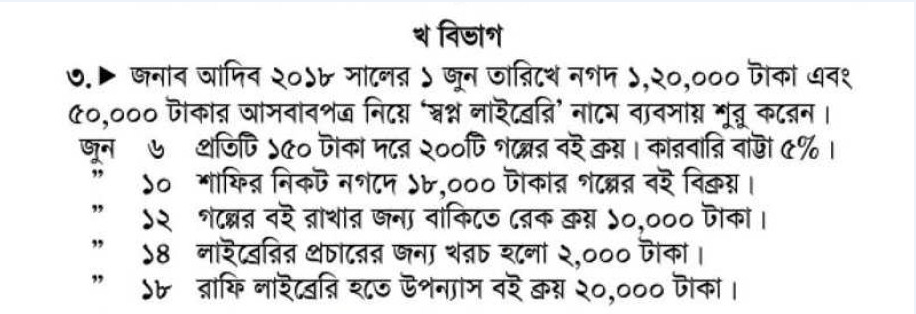 খ বিভাগ
৩.▶ জনাব আদিব ২০১৮ সালের ১ জুন তারিখে নগদ ১,২০,০০০ টাকা এবং
৫০,০০০ টাকার আসবাবপত্র নিয়ে ‘স্বপ্ন লাইব্রেরি’ নামে ব্যবসায় শুরু করেন।
জুন ৬ প্রতিটি ১৫০ টাকা দরে ২০০টি গল্পের বই ক্রয়। কারবারি বাট্টা ৫%।
” ১০ শাফির নিকট নগদে ১৮,০০০ টাকার গল্পের বই বিক্রয়।
” ১২ গল্পের বই রাখার জন্য বাকিতে রেক ক্রয় ১০,০০০ টাকা।
” ১৪ লাইব্রেরির প্রচারের জন্য খরচ হলো ২,০০০ টাকা।
” ১৮ রাফি লাইব্রেরি হতে উপন্যাস বই ক্রয় ২০,০০০ টাকা।